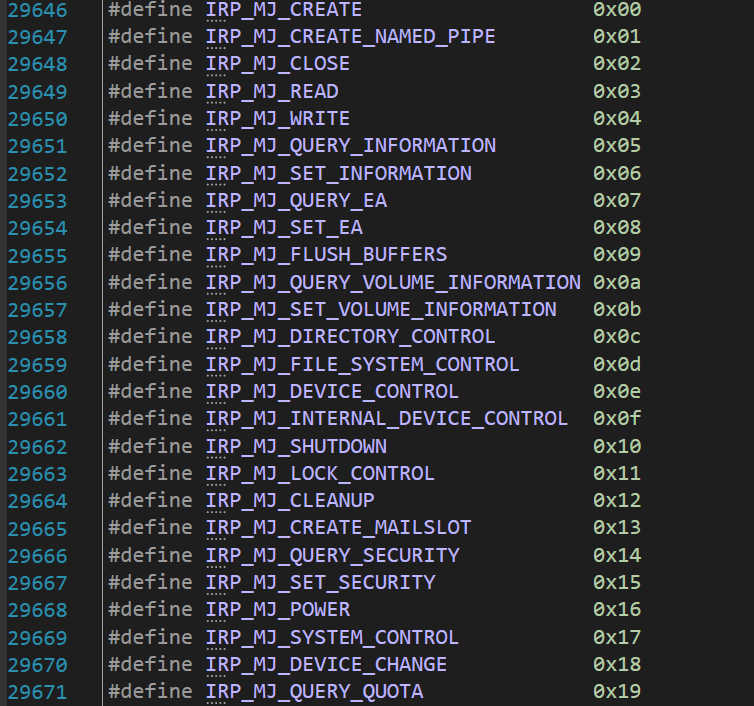 29646 #define IRP_MJ_CREATE 0x00
29647 #define IRP_MJ_CREATE_NAMED_PIPE 0x01
29648 #define IRP_MJ_CLOSE 0x02
29649 #define IRP_MJ_READ 0x03
29650 #define IRP_MJ_WRITE 0x04
29651 #define IRP_MJ_QUERY_INFORMATION 0x05
29652 #define IRP_MJ_SET_INFORMATION 0x06
29653 #define IRP_MJ_QUERY_EA 0x07
29654 #define IRP_MJ_SET_EA 0x08
29655 #define IRP_MJ_FLUSH_BUFFERS 0x09
29656 #define IRP_MJ_QUERY_VOLUME_INFORMATION 0x0a
29657 #define IRP_MJ_SET_VOLUME_INFORMATION 0x0b
29658 #define IRP_MJ_DIRECTORY_CONTROL 0x0c
29659 #define IRP_MJ_FILE_SYSTEM_CONTROL 0x0d
29660 #define IRP_MJ_DEVICE_CONTROL 0x0e
29661 #define IRP_MJ_INTERNAL_DEVICE_CONTROL 0x0f
29662 #define IRP_MJ_SHUTDOWN 0x10
29663 #define IRP_MJ_LOCK_CONTROL 0x11
29664 #define IRP_MJ_CLEANUP 0x12
29665 #define IRP_MJ_CREATE_MAILSLOT 0x13
29666 #define IRP_MJ_QUERY_SECURITY 0x14
29667 #define IRP_MJ_SET_SECURITY 0x15
29668 #define IRP_MJ_POWER 0x16
29669 #define IRP_MJ_SYSTEM_CONTROL 0x17
29670 #define IRP_MJ_DEVICE_CHANGE 0x18
29671 #define IRP_MJ_QUERY_QUOTA 0x19